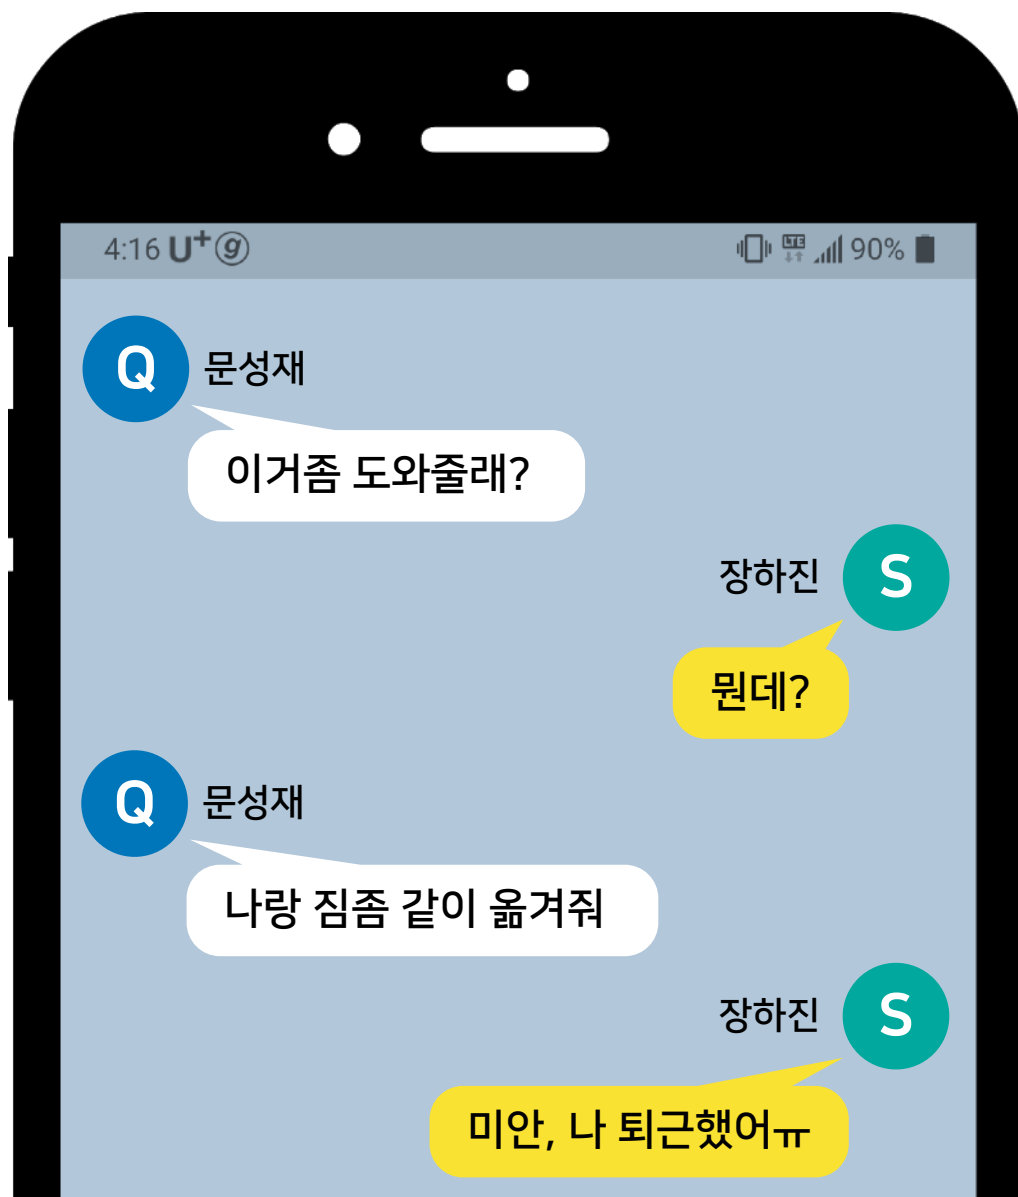 4:16 U+ g LTE 90%
Q 문성재
이거좀 도와줄래?
장하진 S
뭔데?
Q 문성재
나랑 짐좀 같이 옮겨줘
장하진 S
미안, 나 퇴근했어ㅠ